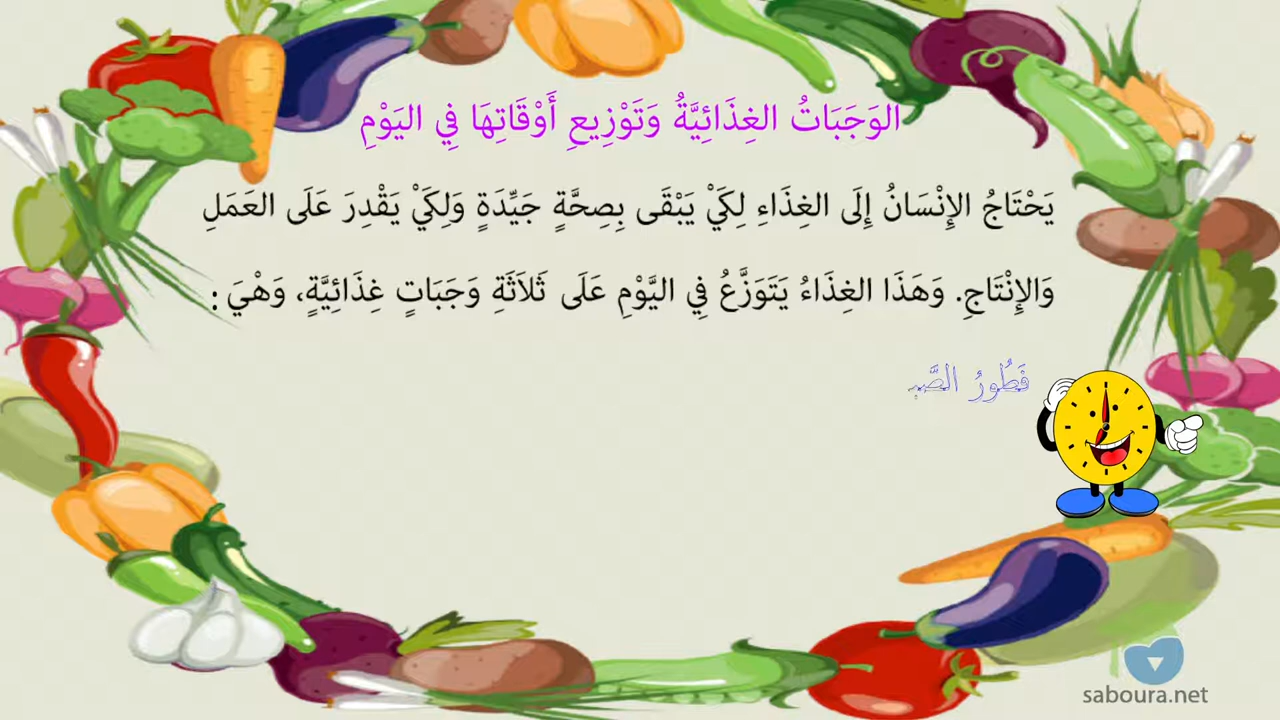 الوَجَبَاتُ الغِذَائِيَّةُ وَتَوْزِيعِ أَوْقَاتِهَا فِي اليَوْمِ
يَحْتَاجُ الإِنْسَانُ إِلَى الغِذَاءِ لِكَيْ يَبْقَى بِصِحَّةٍ جَيِّدَةٍ وَلِكَيْ يَقْدِرَ عَلَى العَمَلِ
وَالإِنْتَاجِ. وَهَذَا الغِذَاءُ يَتَوَزَّعُ فِي اليَّوْمِ عَلَى ثَلاَثَةِ وَجَبَاتٍ غِذَائِيَّةٍ، وَهْيَ :
فَطُورُ
saboura.net